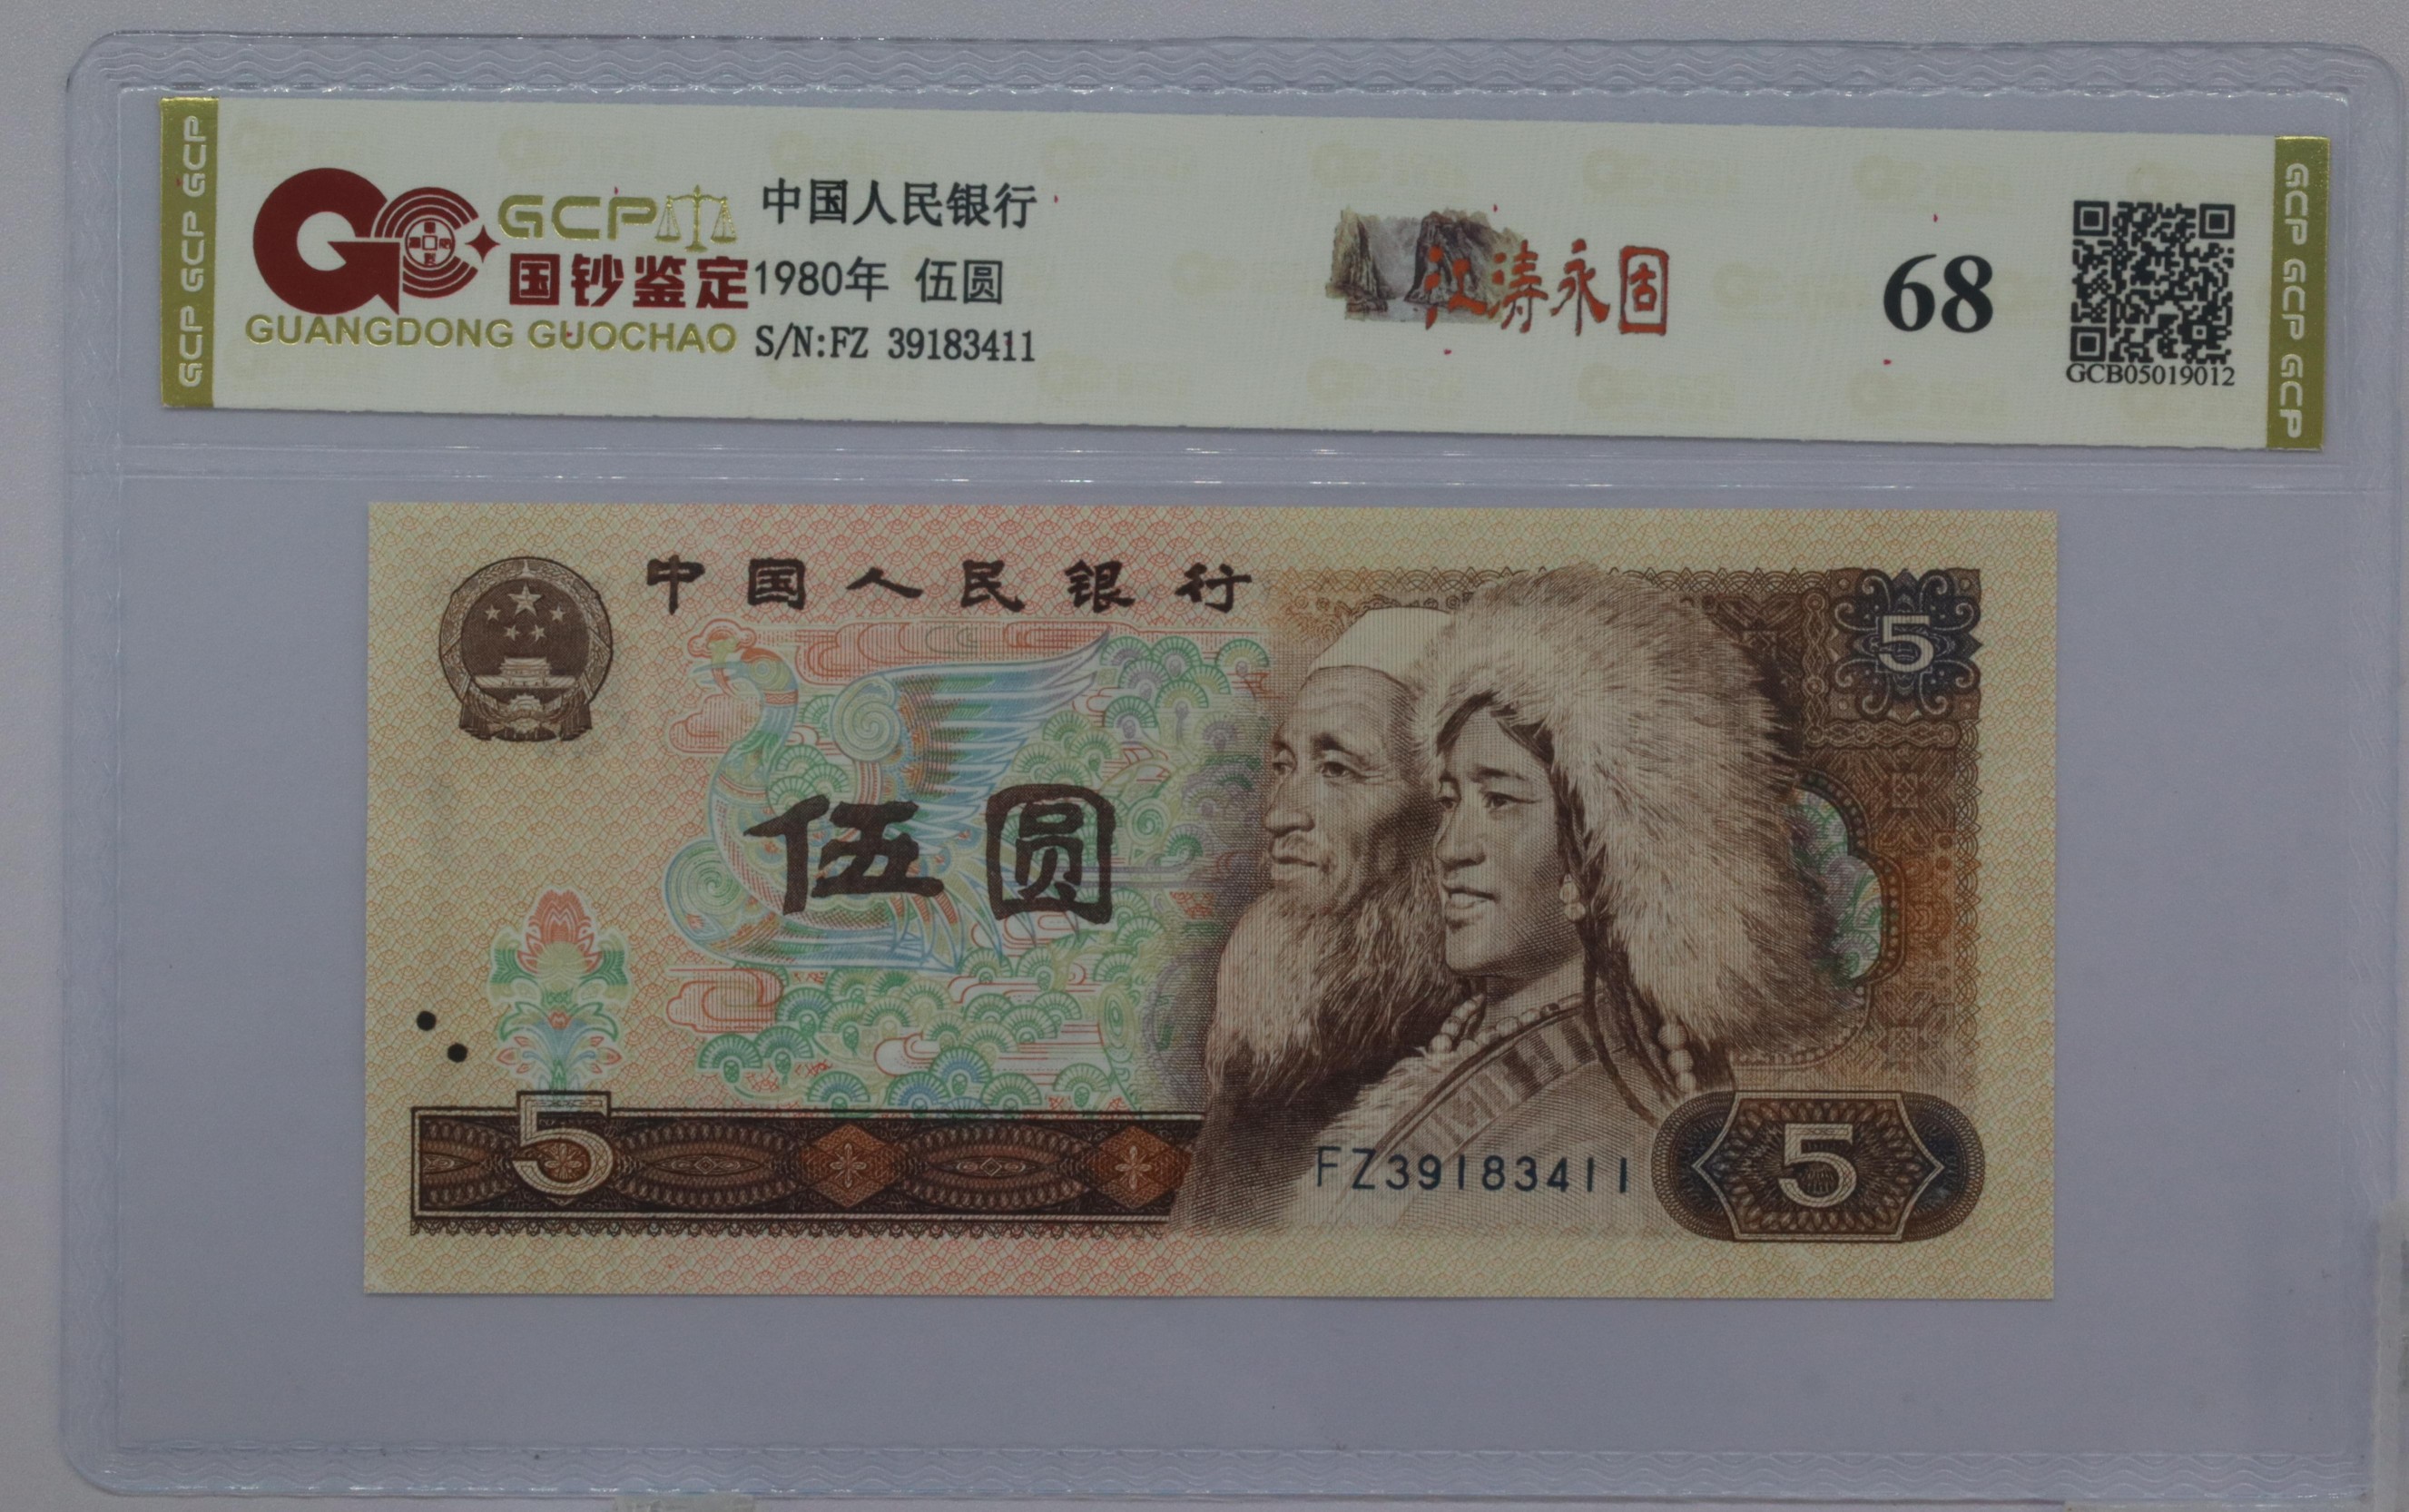 GCP GCP GCP
GCP
国钞鉴定
GUANGDONG GUOCHAO
中国人民银行
1980年 伍圆
S/N:FZ 39183411
江涛永固
68
GCB05019012
GCP GCP GCP
中国人民银行
5
伍圆
5
FZ39183411
5